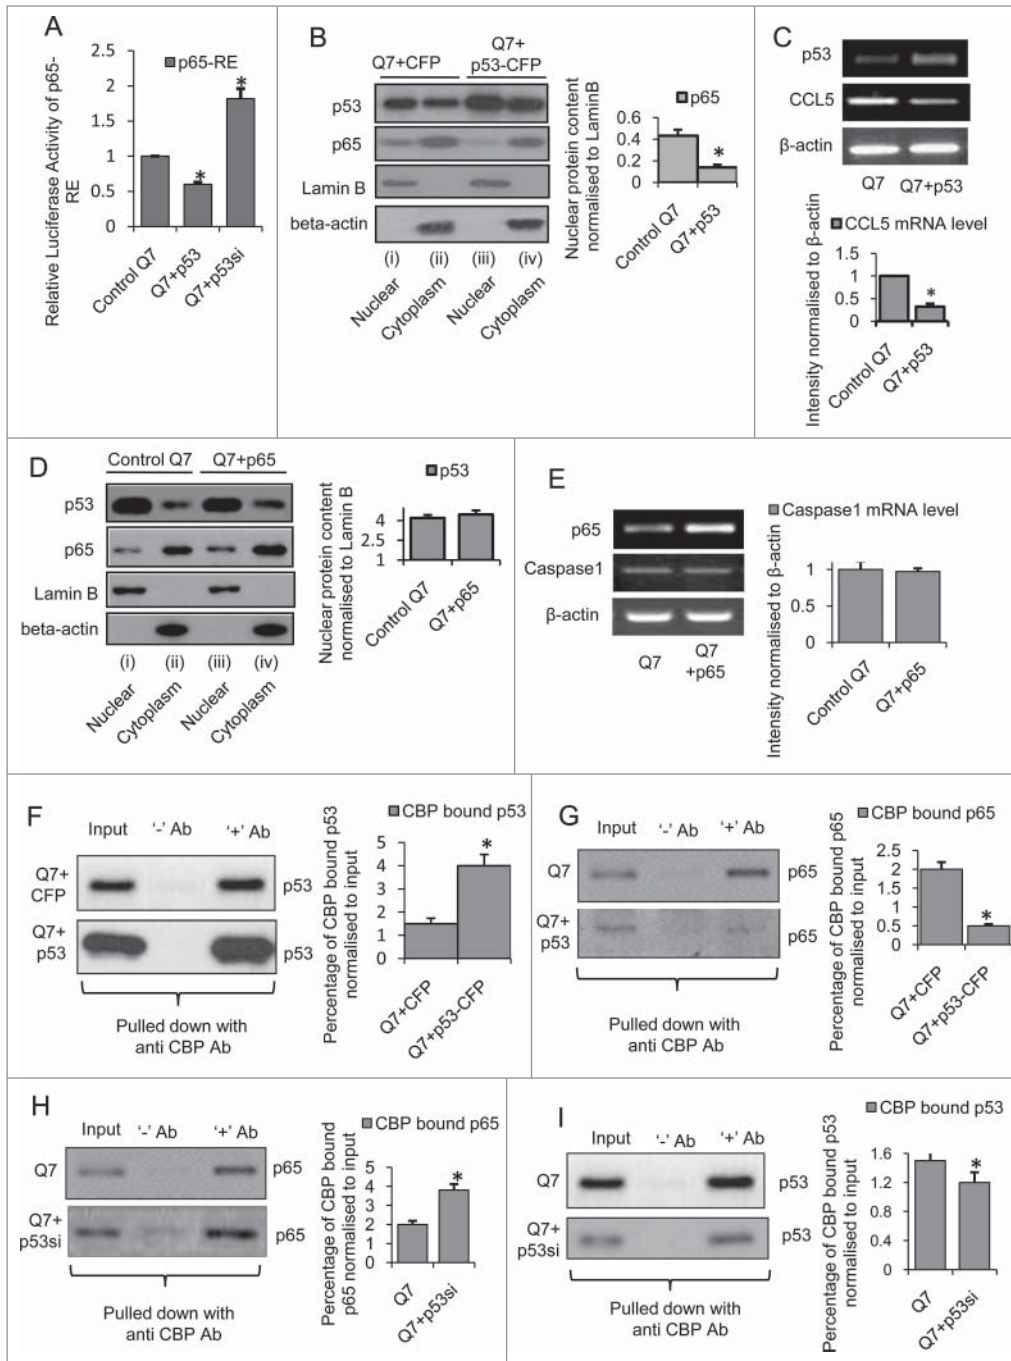 A
Relative Luciferase Activity of p65-
RE
2.5
2
1.5
1
0.5
0
p65-RE
*
*
Control Q7
Q7+p53
Q7+p53si
B
Q7+CFP
Q7+
p53-CFP
p53
p65
Lamin B
beta-actin
(i) (ii) (iii) (iv)
Nuclear
Cytoplasm
Nuclear
Cytoplasm
Nuclear protein content
normalised to LaminB
p65
0.6
0.4
0.2
0
*
Control Q7
Q7+p53
C
p53
CCL5
β-actin
Q7 Q7+p53
CCL5 mRNA level
Intensity normalised to β-actin
1.5
1
0.5
0
*
Control Q7
Q7+p53
D
Control Q7 Q7+p65
p53
p65
Lamin B
beta-actin
(i) (ii) (iii) (iv)
Nuclear
Cytoplasm
Nuclear
Cytoplasm
Nuclear protein content
normalised to Lamin B
p53
4
2.5
1
Control Q7
Q7+p65
E
p65
Caspase1
β-actin
Q7 Q7
+p65
Intensity normalised to β-actin
Caspase1 mRNA level
1
0.5
0
Control Q7
Q7+p65
F
Input '-' Ab '+' Ab
Q7+
CFP
p53
Q7+
p53
p53
Pulled down with
anti CBP Ab
Percentage of CBP bound p53
normalised to input
CBP bound p53
5
4
3
2
1
0
*
Q7+CFP
Q7+p53-CFP
G
Input '-' Ab '+' Ab
Q7
p65
Q7+
p53
p65
Pulled down with
anti CBP Ab
Percentage of CBP bound p65
normalised to input
CBP bound p65
2.5
2
1.5
1
0.5
0
*
Q7+CFP
Q7+p53-CFP
H
Input '-' Ab '+' Ab
Q7
p65
Q7+
p53si
p65
Pulled down with
anti CBP Ab
Percentage of CBP bound
p65 normalised to input
CBP bound p65
5
4
3
2
1
0
*
Q7
Q7+p53si
I
Input '-' Ab '+' Ab
Q7
p53
Q7+
p53si
p53
Pulled down with
anti CBP Ab
Percentage of CBP bound p53
normalised to input
CBP bound p53
1.6
1.2
0.8
0.4
0
*
Q7
Q7+p53si